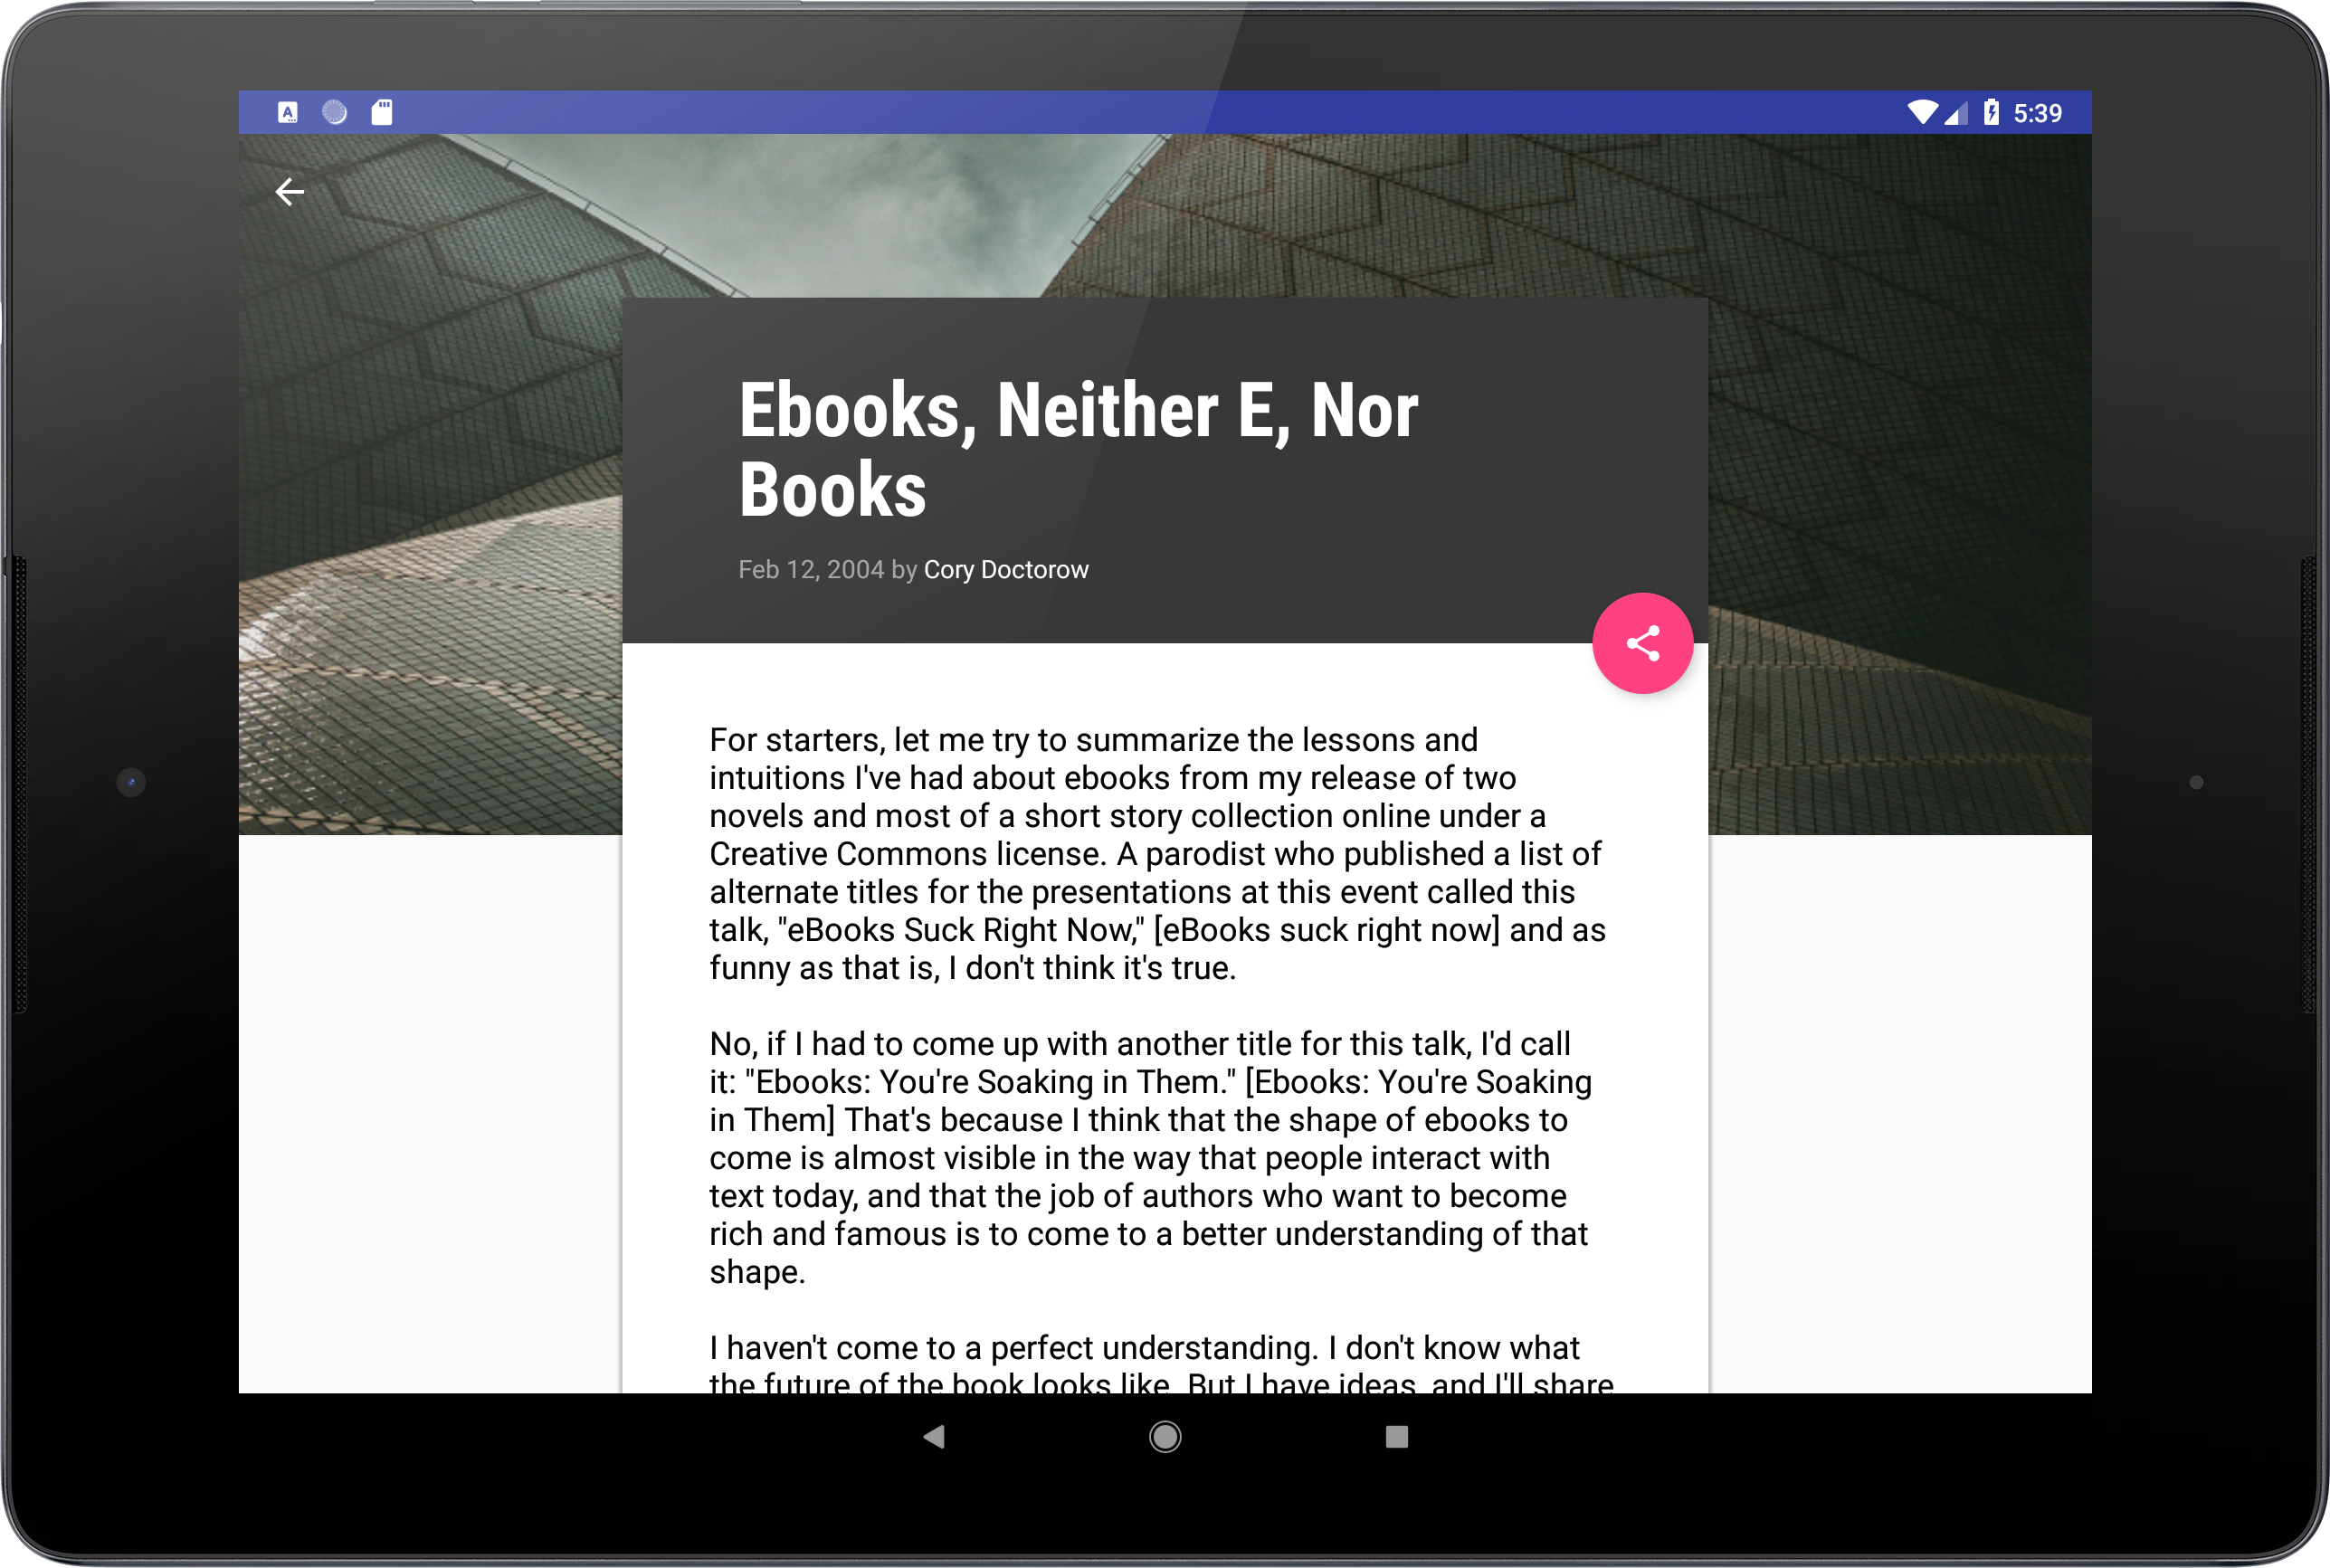 A
5:39
Ebooks, Neither E, Nor
Books
Feb 12, 2004 by Cory Doctorow
For starters, let me try to summarize the lessons and
intuitions I've had about ebooks from my release of two
novels and most of a short story collection online under a
Creative Commons license. A parodist who published a list of
alternate titles for the presentations at this event called this
talk, "eBooks Suck Right Now," [eBooks suck right now] and as
funny as that is, I don't think it's true.
No, if I had to come up with another title for this talk, I'd call
it: "Ebooks: You're Soaking in Them." [Ebooks: You're Soaking
in Them] That's because I think that the shape of ebooks to
come is almost visible in the way that people interact with
text today, and that the job of authors who want to become
rich and famous is to come to a better understanding of that
shape.
I haven't come to a perfect understanding. I don't know what
the future of the book looks like. But I have ideas, and I'll share